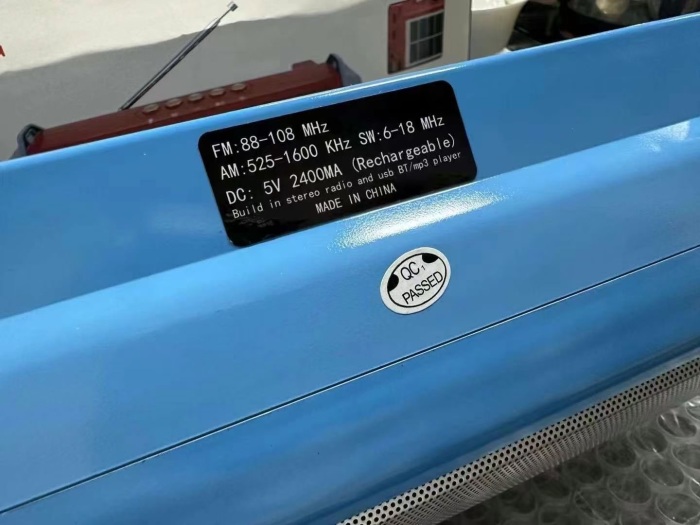 FM:88-108 MHz
AM:525-1600 KHz SW:6-18 MHz
DC: 5V 2400MA (Rechargeable)
Build in stereo radio and usb BT/mp3 player
MADE IN CHINA
QC 1
PASSED